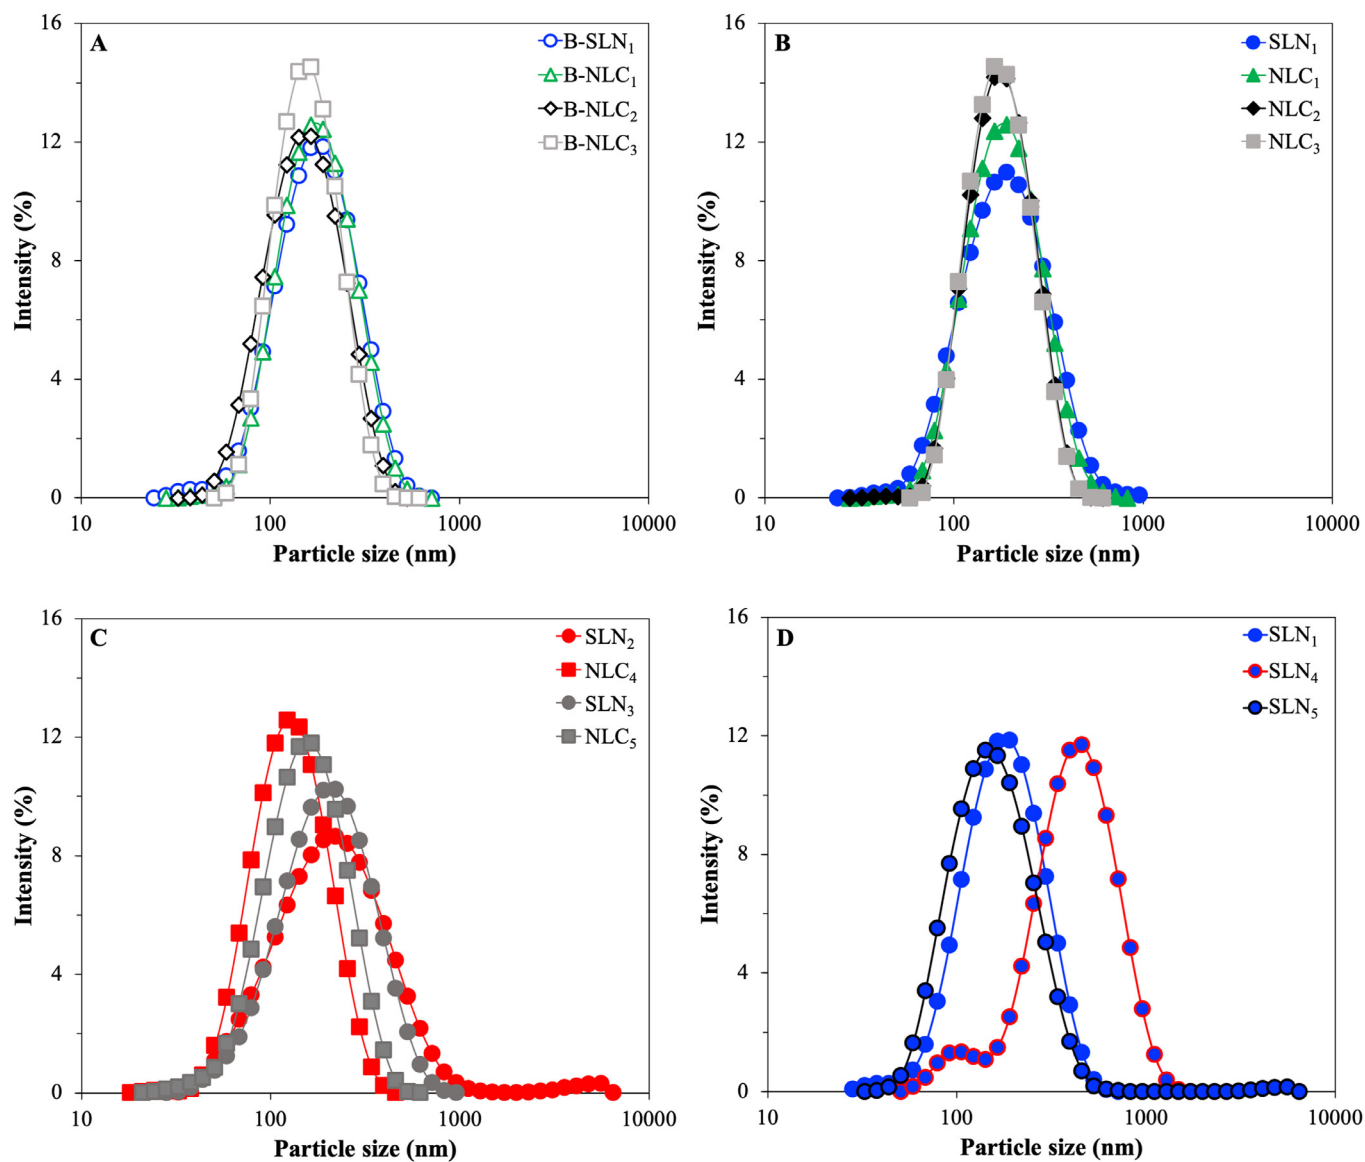 A
B-SLN₁
B-NLC₁
B-NLC₂
B-NLC₃
16
12
8
4
0
Intensity (%)
10
100
1000
10000
Particle size (nm)
B
SLN₁
NLC₁
NLC₂
NLC₃
16
12
8
4
0
Intensity (%)
10
100
1000
10000
Particle size (nm)
C
SLN₂
NLC₄
SLN₃
NLC₅
16
12
8
4
0
Intensity (%)
10
100
1000
10000
Particle size (nm)
D
SLN₁
SLN₄
SLN₅
16
12
8
4
0
Intensity (%)
10
100
1000
10000
Particle size (nm)